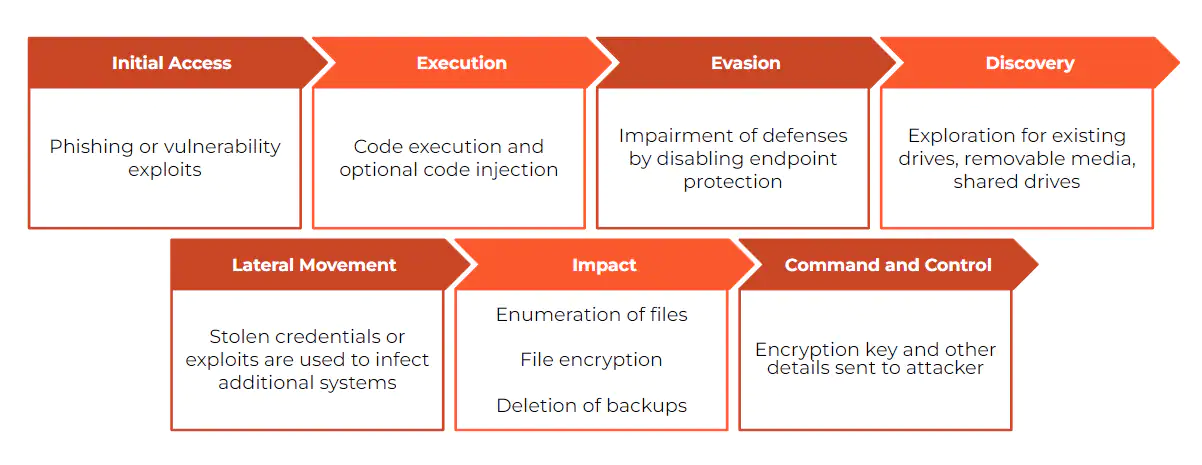 Initial Access
Execution
Evasion
Discovery
Phishing or vulnerability
exploits
Code execution and
optional code injection
Impairment of defenses
by disabling endpoint
protection
Exploration for existing
drives, removable media,
shared drives
Lateral Movement
Impact
Command and Control
Stolen credentials or
exploits are used to infect
additional systems
Enumeration of files
File encryption
Deletion of backups
Encryption key and other
details sent to attacker